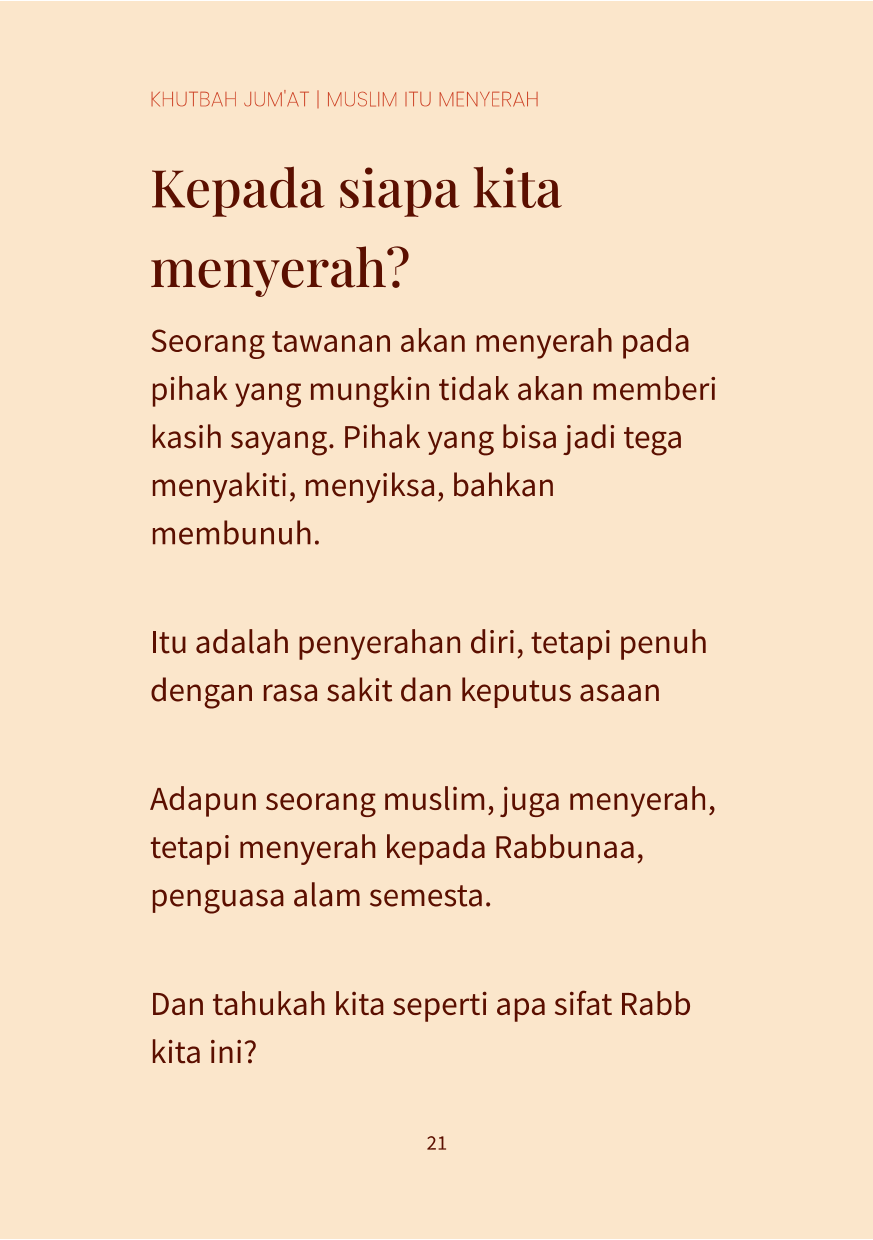 KHUTBAH JUM'AT | MUSLIM ITU MENYERAH
Kepada siapa kita
menyerah?
Seorang tawanan akan menyerah pada
pihak yang mungkin tidak akan memberi
kasih sayang. Pihak yang bisa jadi tega
menyakiti, menyiksa, bahkan
membunuh.
Itu adalah penyerahan diri, tetapi penuh
dengan rasa sakit dan keputus asaan
Adapun seorang muslim, juga menyerah,
tetapi menyerah kepada Rabbunaa,
penguasa alam semesta.
Dan tahukah kita seperti apa sifat Rabb
kita ini?
21